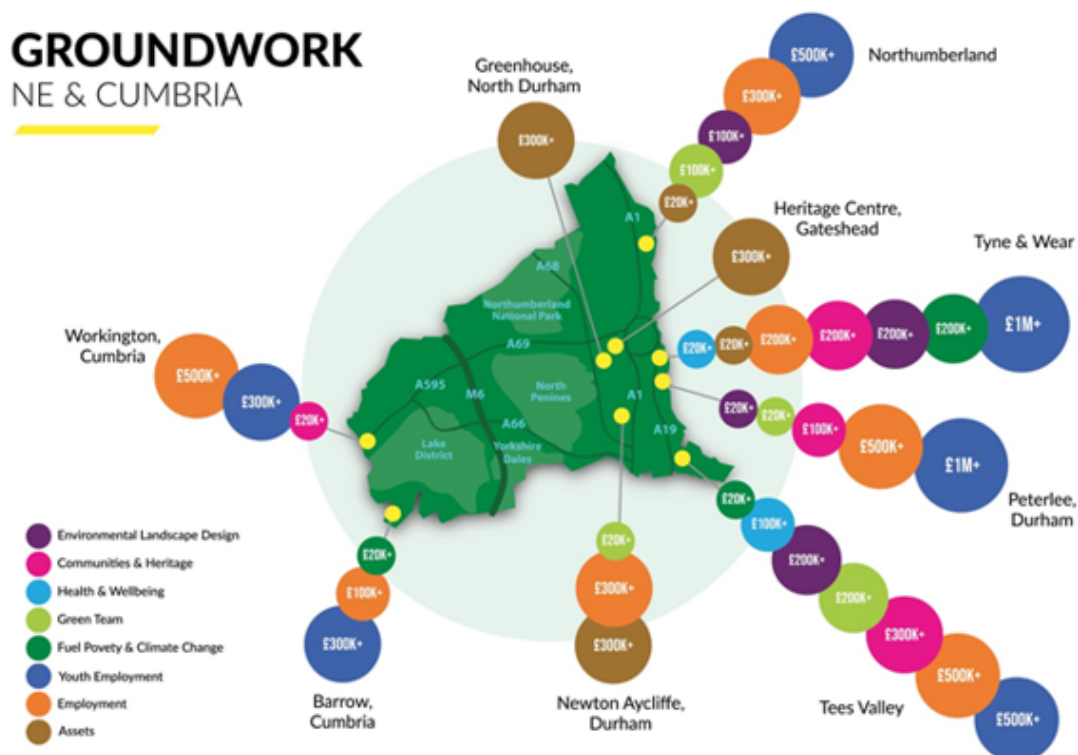 GROUNDWORK
NE & CUMBRIA
Greenhouse,
North Durham
£300K+
£500K+
Northumberland
£300K+
£100K+
£100K+
£20K+
Heritage Centre,
Gateshead
£300K+
Tyne & Wear
£20K+
£20K+
£200K+
£200K+
£200K+
£200K+
£1M+
Workington,
Cumbria
£500K+
£300K+
£20K+
A1
A68
Northumberland
National Park
A69
A595
M6
North
Penines
A1
A66
A19
Lake
District
Yorkshire
Dales
£20K+
£20K+
£100K+
£500K+
£1M+
Peterlee,
Durham
£20K+
£100K+
£200K+
£200K+
£300K+
£500K+
£500K+
Tees Valley
£20K+
£300K+
£300K+
Newton Aycliffe,
Durham
£20K+
£100K+
£300K+
Barrow,
Cumbria
Environmental Landscape Design
Communities & Heritage
Health & Wellbeing
Green Team
Fuel Povety & Climate Change
Youth Employment
Employment
Assets